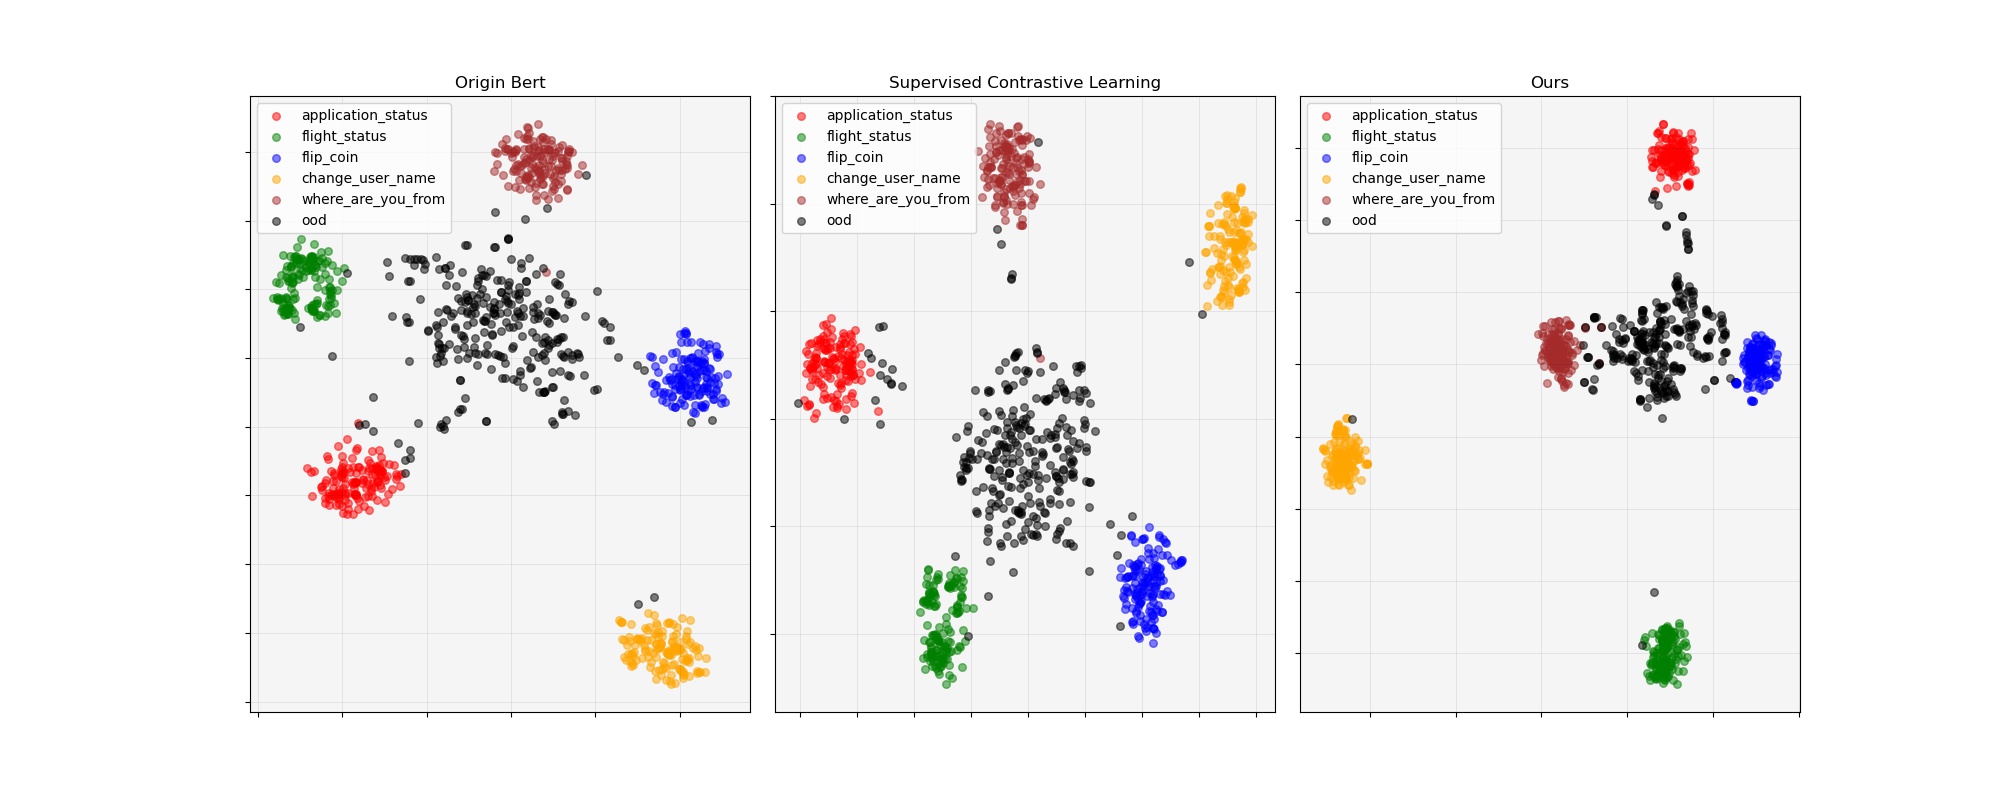 Origin Bert
application_status
flight_status
flip_coin
change_user_name
where_are_you_from
ood
Supervised Contrastive Learning
application_status
flight_status
flip_coin
change_user_name
where_are_you_from
ood
Ours
application_status
flight_status
flip_coin
change_user_name
where_are_you_from
ood